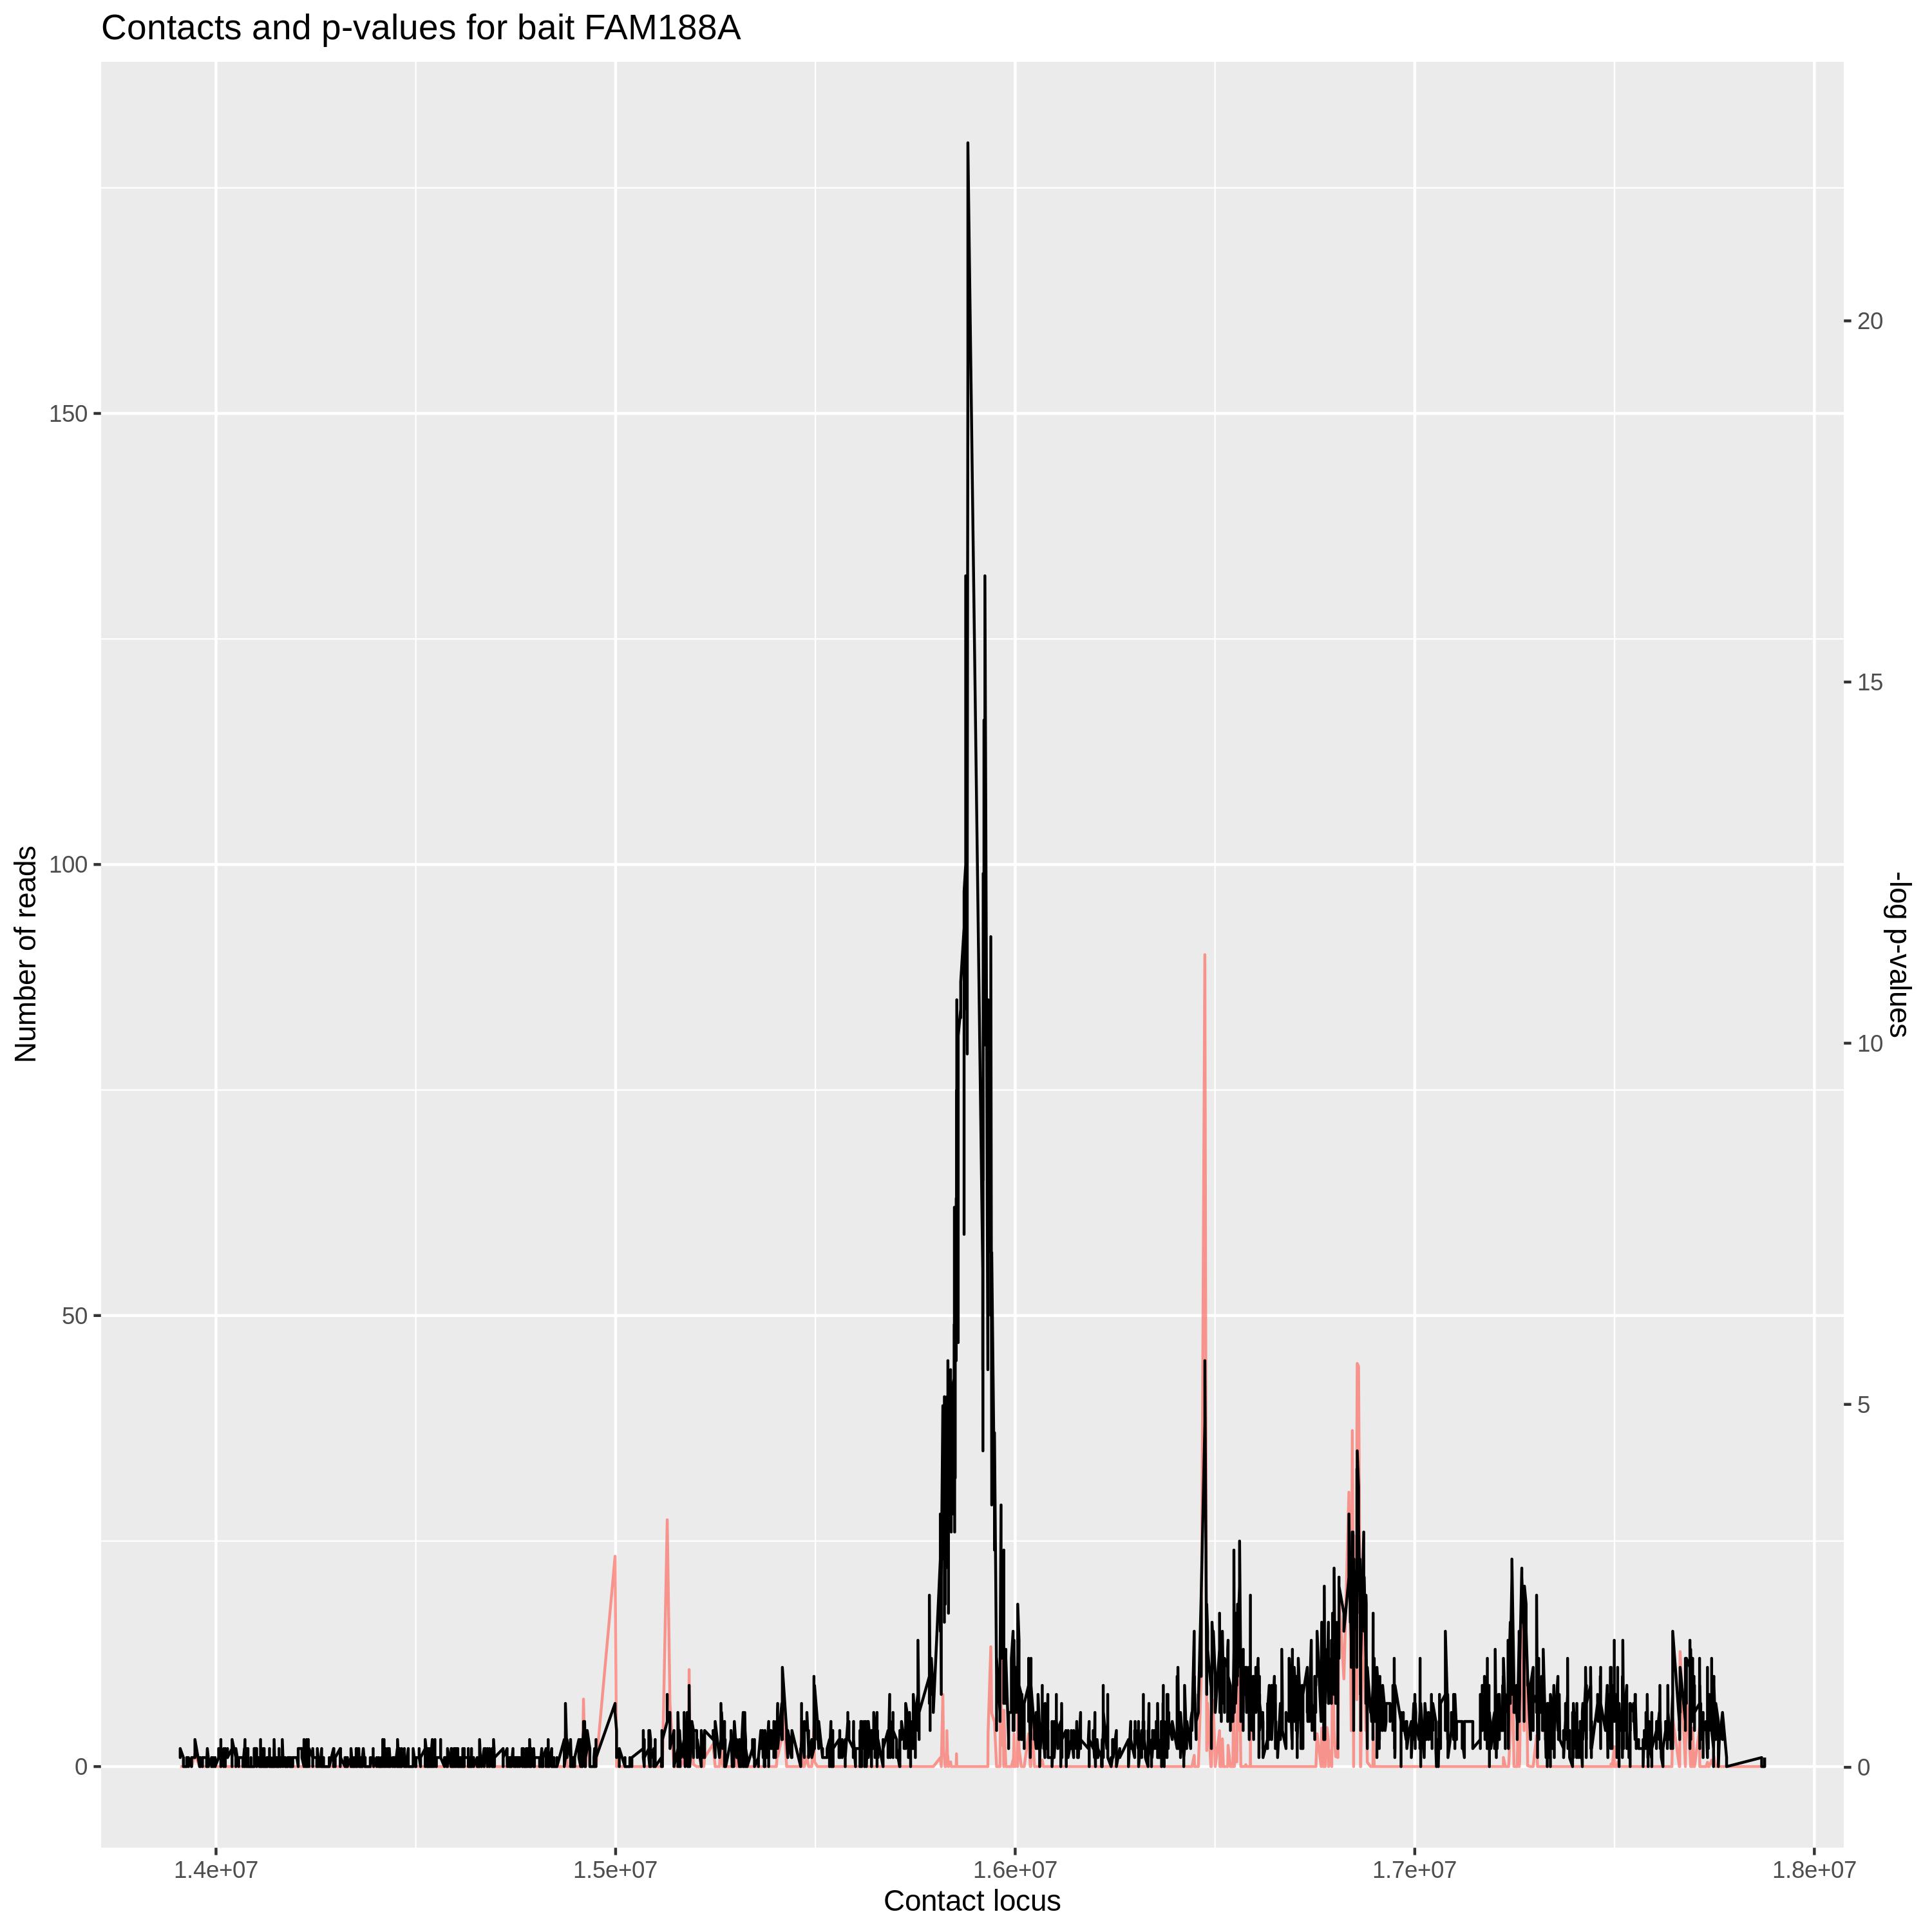 Contacts and p-values for bait FAM188A
Number of reads
150
100
50
0
20
15
10
5
0
-log p-values
1.4e+07 1.5e+07 1.6e+07 1.7e+07 1.8e+07
Contact locus